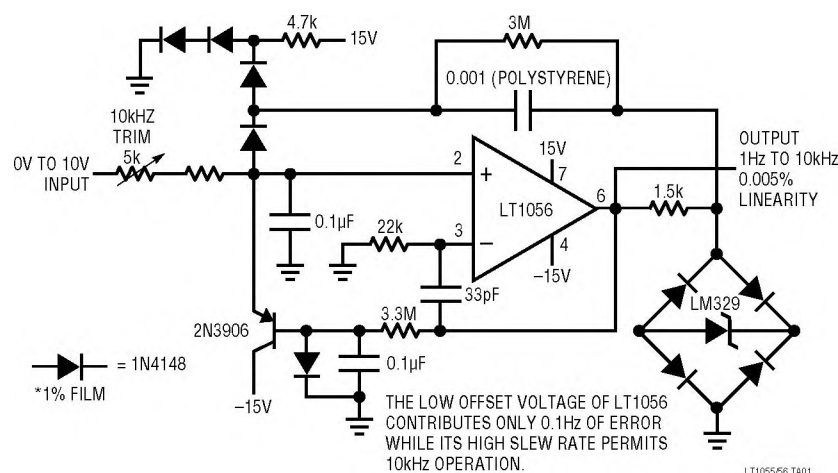 4.7k
15V
3M
0.001 (POLYSTYRENE)
10kHZ
TRIM
5k
0V TO 10V
INPUT
2
+
15V
7
6
LT1056
OUTPUT
1Hz TO 10kHz
0.005%
LINEARITY
1.5k
0.1µF
22k
3
–
4
–15V
33pF
LM329
3.3M
2N3906
0.1µF
= 1N4148
*1% FILM
–15V
THE LOW OFFSET VOLTAGE OF LT1056
CONTRIBUTES ONLY 0.1Hz OF ERROR
WHILE ITS HIGH SLEW RATE PERMITS
10kHz OPERATION.
LT1055/56 TA01